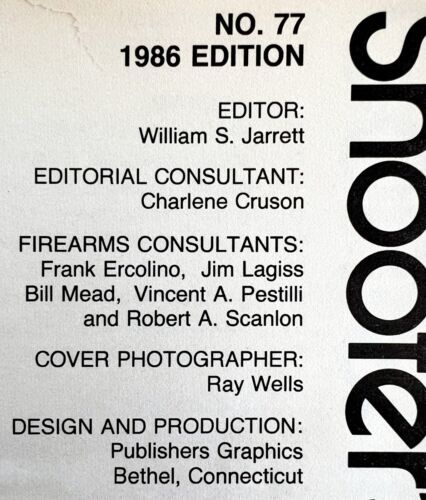 NO. 77
1986 EDITION
EDITOR:
William S. Jarrett
EDITORIAL CONSULTANT:
Charlene Cruson
FIREARMS CONSULTANTS:
Frank Ercolino, Jim Lagiss
Bill Mead, Vincent A. Pestilli
and Robert A. Scanlon
COVER PHOTOGRAPHER:
Ray Wells
DESIGN AND PRODUCTION:
Publishers Graphics
Bethel, Connecticut
Shooter